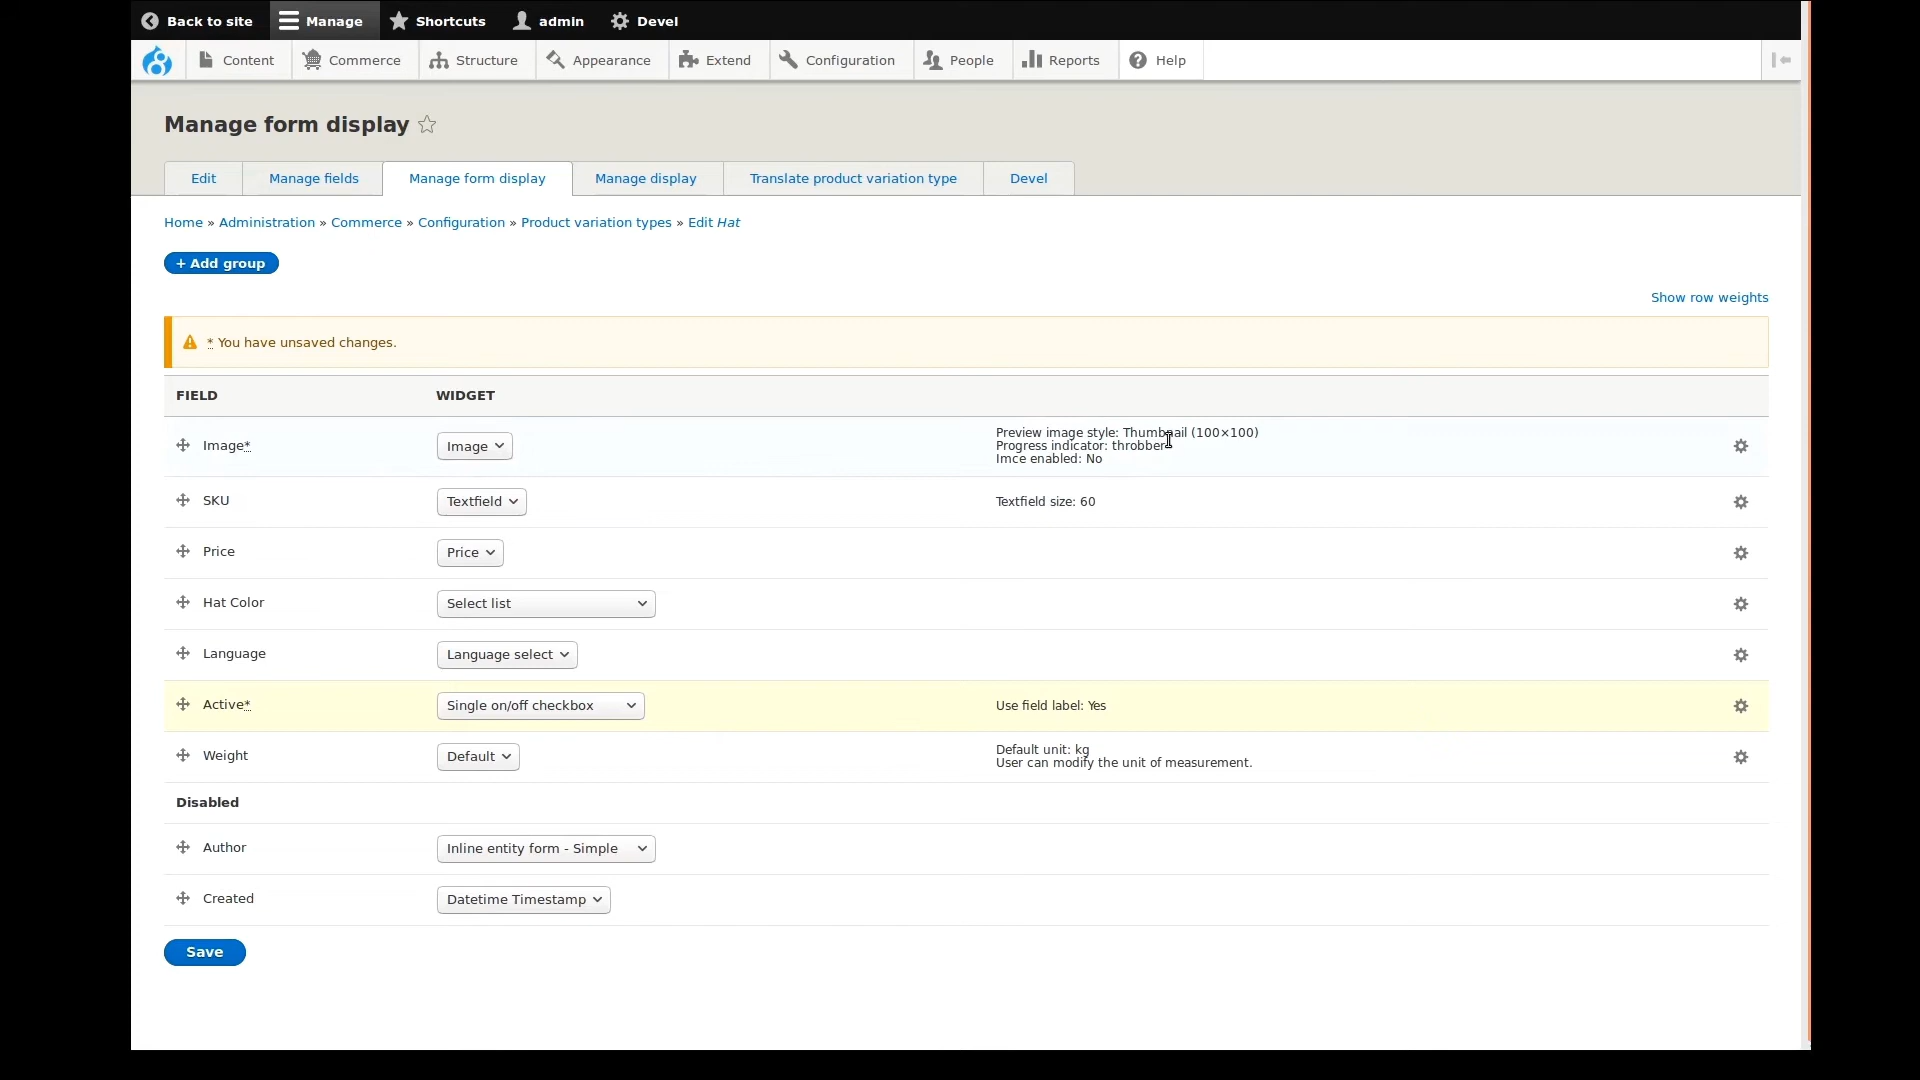 Back to site Manage Shortcuts admin Devel
Content Commerce Structure Appearance Extend Configuration People Reports Help
Manage form display
Edit Manage fields Manage form display Manage display Translate product variation type Devel
Home » Administration » Commerce » Configuration » Product variation types » Edit Hat
+ Add group
Show row weights
* You have unsaved changes.
FIELD WIDGET
Image* Image
Preview image style: Thumbnail (100×100)
Progress indicator: throbber
Imce enabled: No
SKU Textfield Textfield size: 60
Price Price
Hat Color Select list
Language Language select
Active* Single on/off checkbox Use field label: Yes
Weight Default
Default unit: kg
User can modify the unit of measurement.
Disabled
Author Inline entity form - Simple
Created Datetime Timestamp
Save